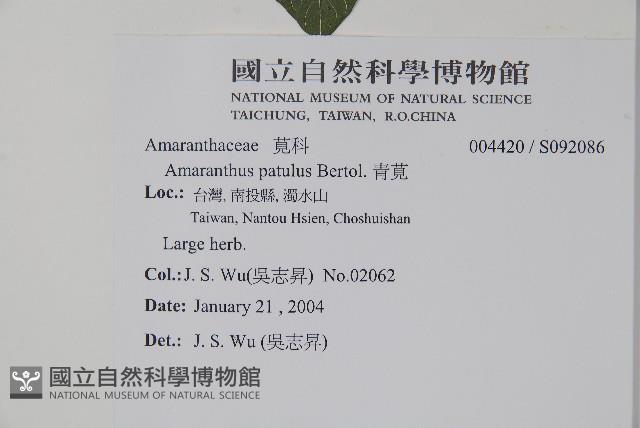 國立自然科學博物館
NATIONAL MUSEUM OF NATURAL SCIENCE
TAICHUNG, TAIWAN, R.O.CHINA
Amaranthaceae 莧科 004420 / S092086
Amaranthus patulus Bertol. 青莧
Loc.: 台灣, 南投縣, 濁水山
Taiwan, Nantou Hsien, Choshuishan
Large herb.
Col.: J. S. Wu(吳志昇) No.02062
Date: January 21 , 2004
Det.: J. S. Wu (吳志昇)
國立自然科學博物館
NATIONAL MUSEUM OF NATURAL SCIENCE